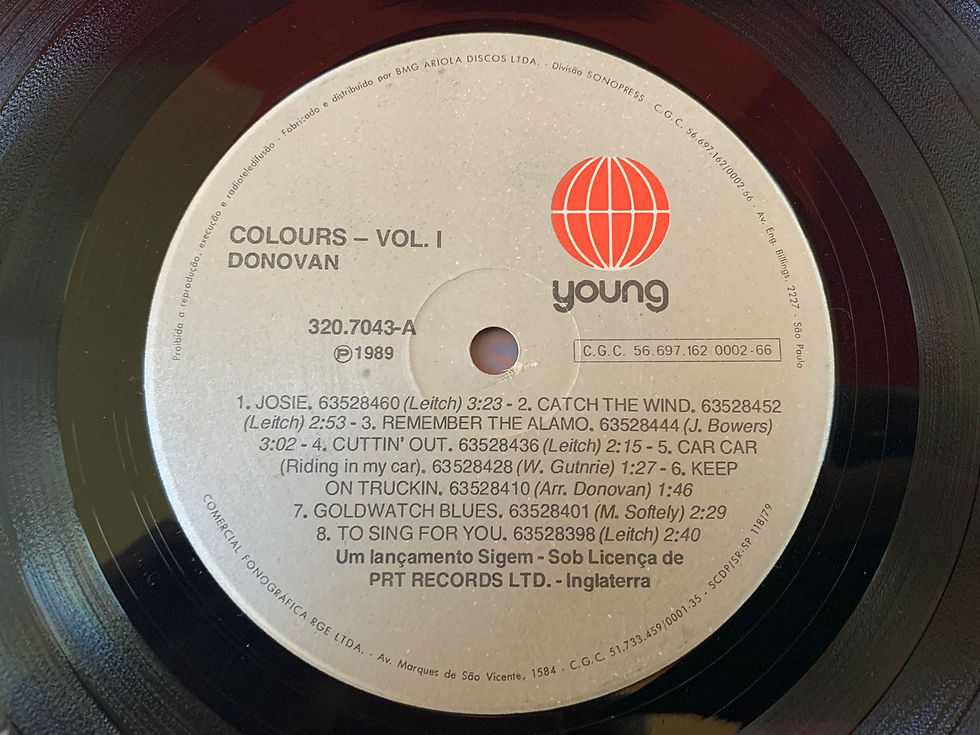 Proibida a reprodução, execução e radioteledifusão · Fabricado e distribuido por BMG ARIOLA DISCOS LTDA. · Divisão SONOPRESS · C.G.C. 56.697.162/0002-66 · Av. Eng. Billings, 2227 - São Paulo
COLOURS – VOL. I
DONOVAN
young
320.7043-A
Ⓟ1989
C.G.C. 56.697.162 0002-66
1. JOSIE. 63528460 (Leitch) 3:23 - 2. CATCH THE WIND. 63528452
(Leitch) 2:53 - 3. REMEMBER THE ALAMO. 63528444 (J. Bowers)
3:02 - 4. CUTTIN' OUT. 63528436 (Leitch) 2:15 - 5. CAR CAR
(Riding in my car). 63528428 (W. Gutnrie) 1:27 - 6. KEEP
ON TRUCKIN. 63528410 (Arr. Donovan) 1:46
7. GOLDWATCH BLUES. 63528401 (M. Softely) 2:29
8. TO SING FOR YOU. 63528398 (Leitch) 2:40
Um lançamento Sigem - Sob Licença de
PRT RECORDS LTD. - Inglaterra
COMERCIAL FONOGRÁFICA RGE LTDA. - Av. Marques de São Vicente, 1584 · C.G.C. 51.733.459/0001-35 - SCDP/SR-SP 118/79